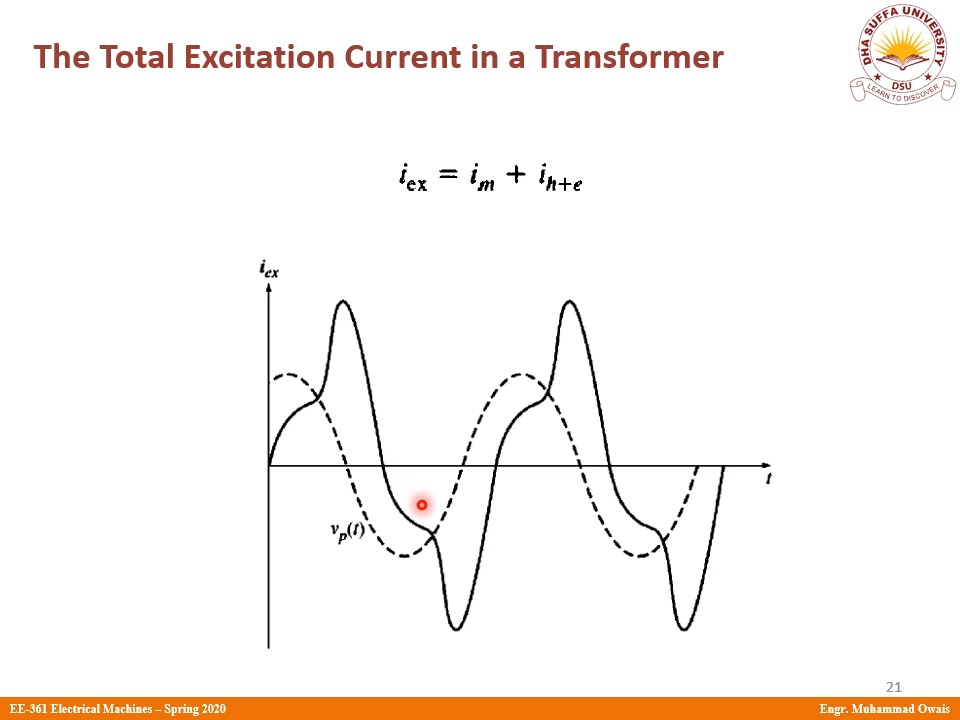 The Total Excitation Current in a Transformer
DHA SUFFA UNIVERSITY
DSU
LEARN TO DISCOVER
i_ex = i_m + i_h+e
i_ex
t
v_p(t)
21
EE-361 Electrical Machines – Spring 2020
Engr. Muhammad Owais